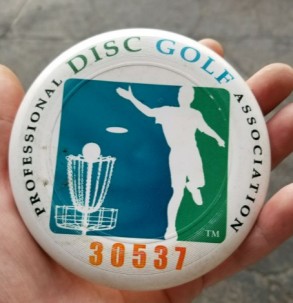 PROFESSIONAL DISC GOLF ASSOCIATION
TM
30537